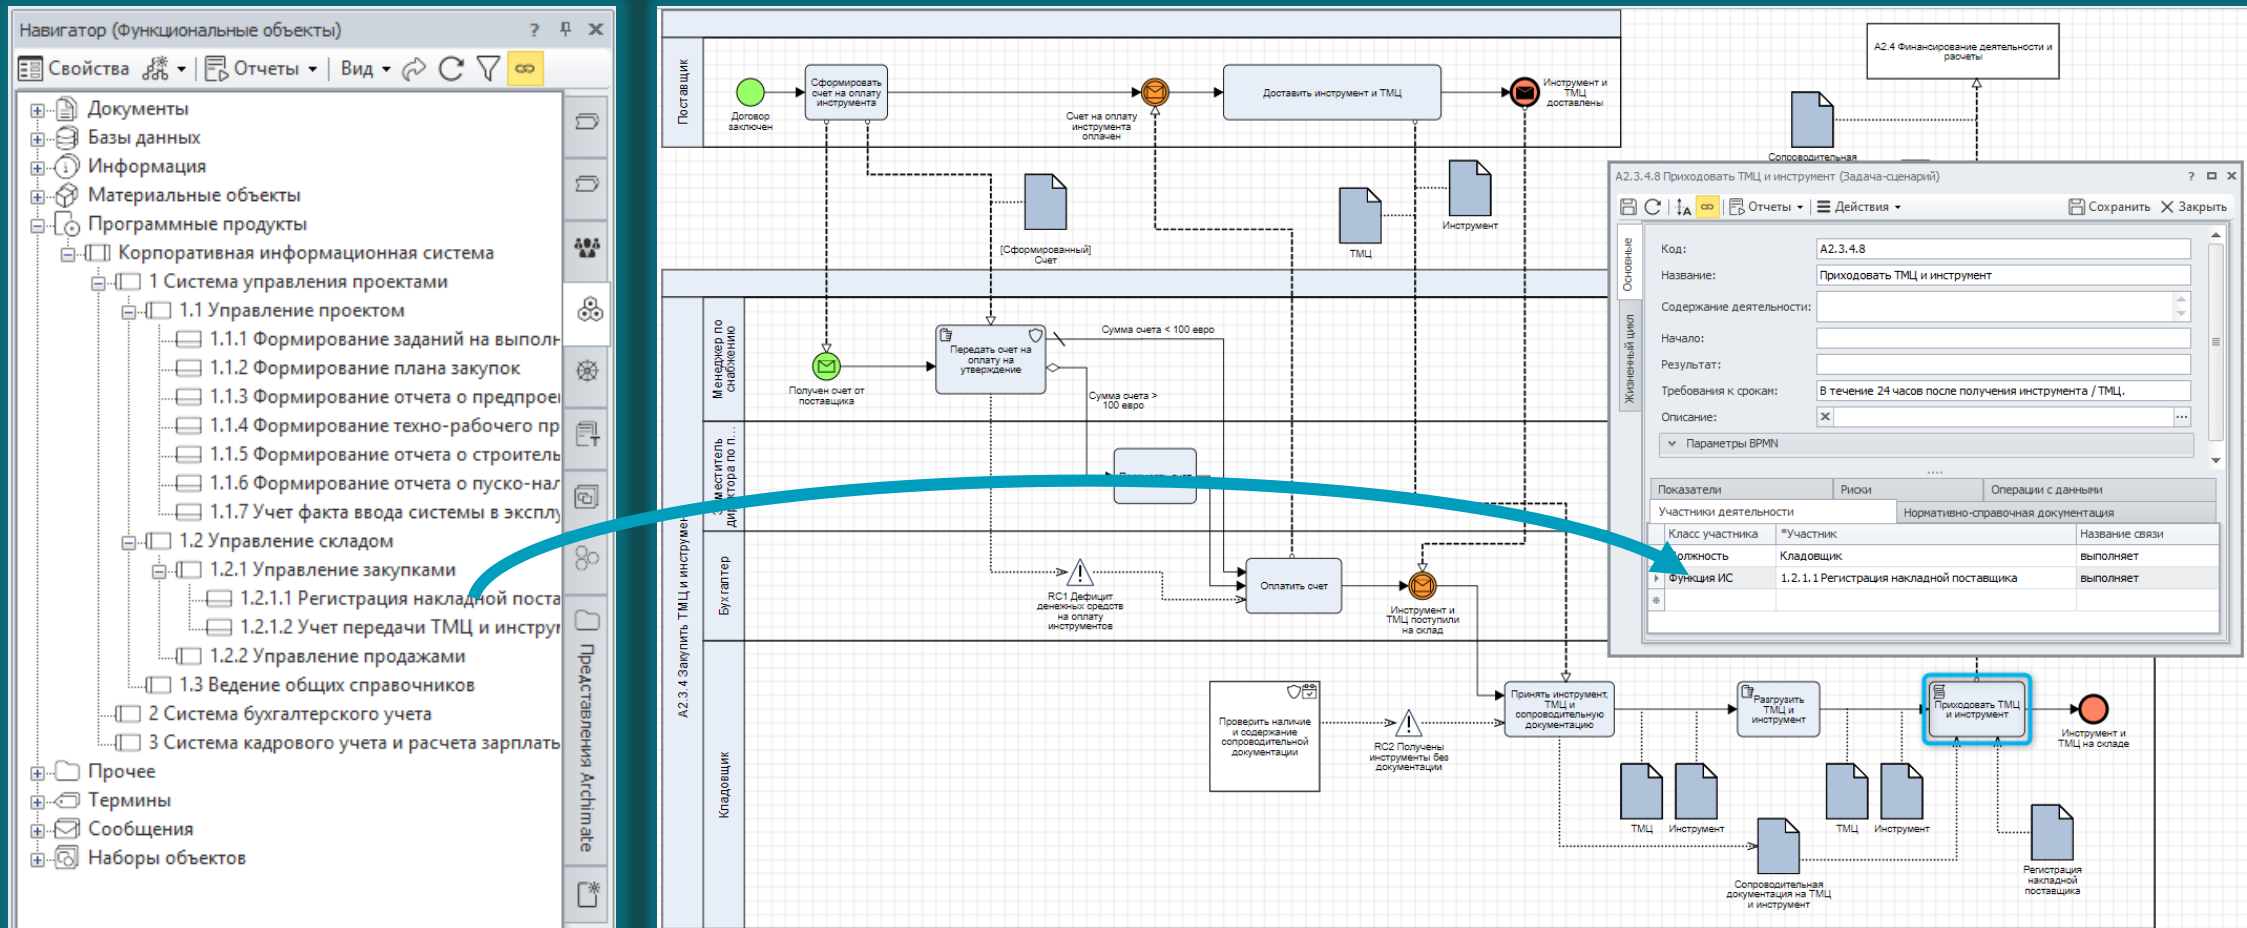 Навигатор (Функциональные объекты)
Свойства
Отчеты
Вид
Документы
Базы данных
Информация
Материальные объекты
Программные продукты
Корпоративная информационная система
1 Система управления проектами
1.1 Управление проектом
1.1.1 Формирование заданий на выполн
1.1.2 Формирование плана закупок
1.1.3 Формирование отчета о предпрое
1.1.4 Формирование техно-рабочего пр
1.1.5 Формирование отчета о строитель
1.1.6 Формирование отчета о пуско-нал
1.1.7 Учет факта ввода системы в эксплу
1.2 Управление складом
1.2.1 Управление закупками
1.2.1.1 Регистрация накладной поста
1.2.1.2 Учет передачи ТМЦ и инстру
1.2.2 Управление продажами
1.3 Ведение общих справочников
2 Система бухгалтерского учета
3 Система кадрового учета и расчета зарплать
Прочее
Термины
Сообщения
Наборы объектов
Представления Archimate
Поставщик
Договор
заключен
Сформировать
счет на оплату
инструмента
Счет на оплату
инструмента
оплачен
Доставить инструмент и ТМЦ
Инструмент и
ТМЦ
доставлены
A2.4 Финансирование деятельности и
расчеты
Сопроводительная
[Сформированный]
Счет
ТМЦ
Инструмент
A2.3.4 Закупить ТМЦ и инструмен
Менеджер по
снабжению
Получен счет от
поставщика
Передать счет на
оплату на
утверждение
Сумма счета < 100 евро
Сумма счета >
100 евро
Заместитель
директора по п...
Бухгалтер
RC1 Дефицит
денежных средств
на оплату
инструментов
Оплатить счет
Инструмент и
ТМЦ поступили
на склад
Кладовщик
Проверить наличие
и содержание
сопроводительной
документации
RC2 Получены
инструменты без
документации
Принять инструмент,
ТМЦ и
сопроводительную
документацию
Разгрузить
ТМЦ и
инструмент
Приходовать ТМЦ
и инструмент
Инструмент и
ТМЦ на складе
ТМЦ
Инструмент
ТМЦ
Инструмент
Сопроводительная
документация на ТМЦ
и инструмент
Регистрация
накладной
поставщика
A2.3.4.8 Приходовать ТМЦ и инструмент (Задача-сценарий)
Отчеты
Действия
Сохранить
Закрыть
Основные
Жизненный цикл
Код:
A2.3.4.8
Название:
Приходовать ТМЦ и инструмент
Содержание деятельности:
Начало:
Результат:
Требования к срокам:
В течение 24 часов после получения инструмента / ТМЦ.
Описание:
Параметры BPMN
Показатели
Риски
Операции с данными
Участники деятельности
Нормативно-справочная документация
Класс участника
*Участник
Название связи
Должность
Кладовщик
выполняет
Функция ИС
1.2.1.1 Регистрация накладной поставщика
выполняет